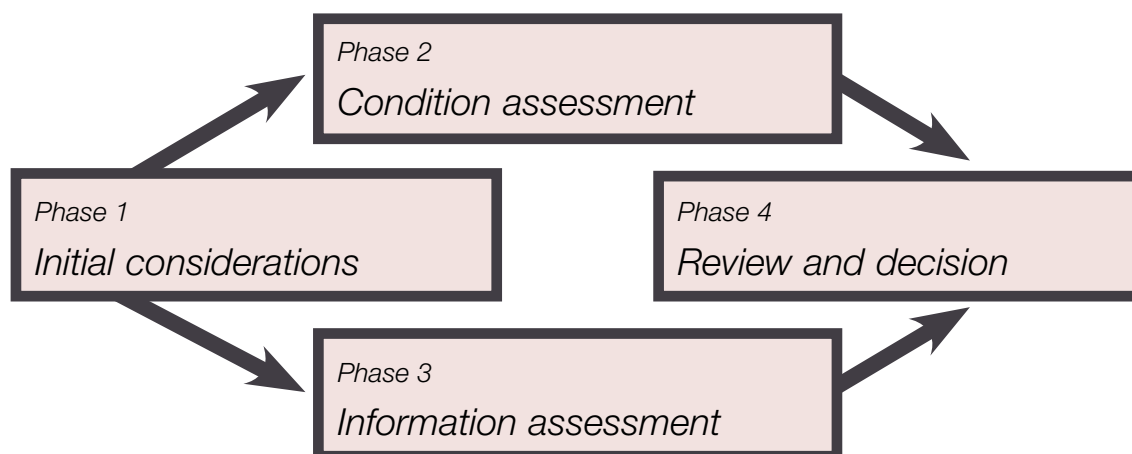 Phase 1
Initial considerations
Phase 2
Condition assessment
Phase 3
Information assessment
Phase 4
Review and decision